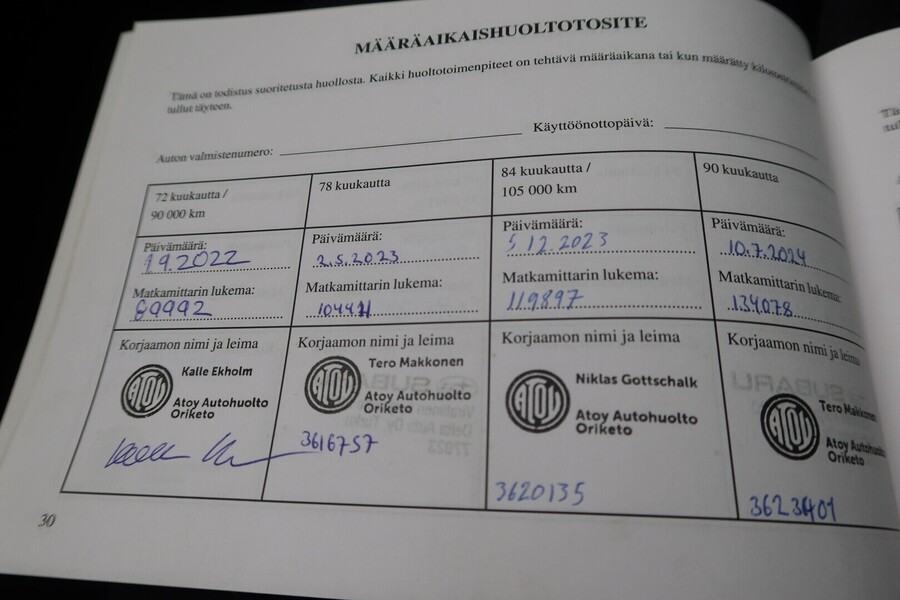 MÄÄRÄAIKAISHUOLTOTOSITE
Tämä on todistus suoritetusta huollosta. Kaikki huoltotoimenpiteet on tehtävä määräaikana tai kun määrätty
tullut täyteen.
Auton valmistenumero:
Käyttöönottopäivä:
72 kuukautta /
90 000 km
Päivämäärä:
1.9.2022
Matkamittarin lukema:
89992
Korjaamon nimi ja leima
Kalle Ekholm
ATOY
Atoy Autohuolto
Oriketo
78 kuukautta
Päivämäärä:
2.5.2023
Matkamittarin lukema:
Korjaamon nimi ja leima
Tero Makkonen
ATOY
Atoy Autohuolto
Oriketo
3616757
84 kuukautta /
105 000 km
Päivämäärä:
5.12.2023
Matkamittarin lukema:
119897
Korjaamon nimi ja leima
Niklas Gottschalk
ATOY
Atoy Autohuolto
Oriketo
3620135
90 kuukautta
Päivämäärä:
10.7.2024
Matkamittarin lukema:
134078
Korjaamon nimi ja leima
Tero Makkonen
ATOY
Atoy Autohuolto
Oriketo
30